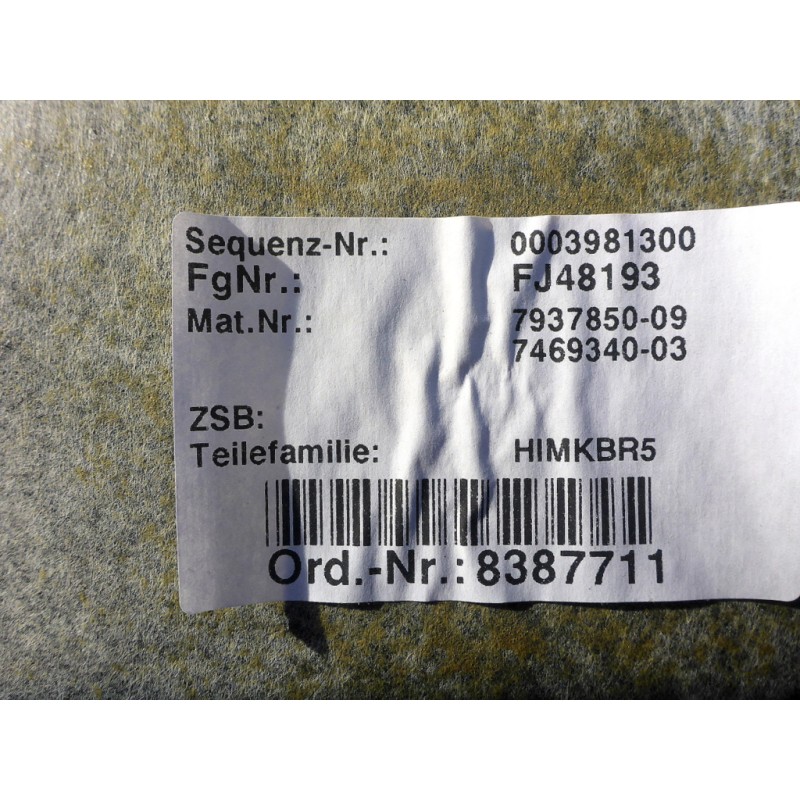 Sequenz-Nr.: 0003981300
FgNr.: FJ48193
Mat.Nr.: 7937850-09
7469340-03
ZSB:
Teilefamilie: HIMKBR5
Ord.-Nr.: 8387711